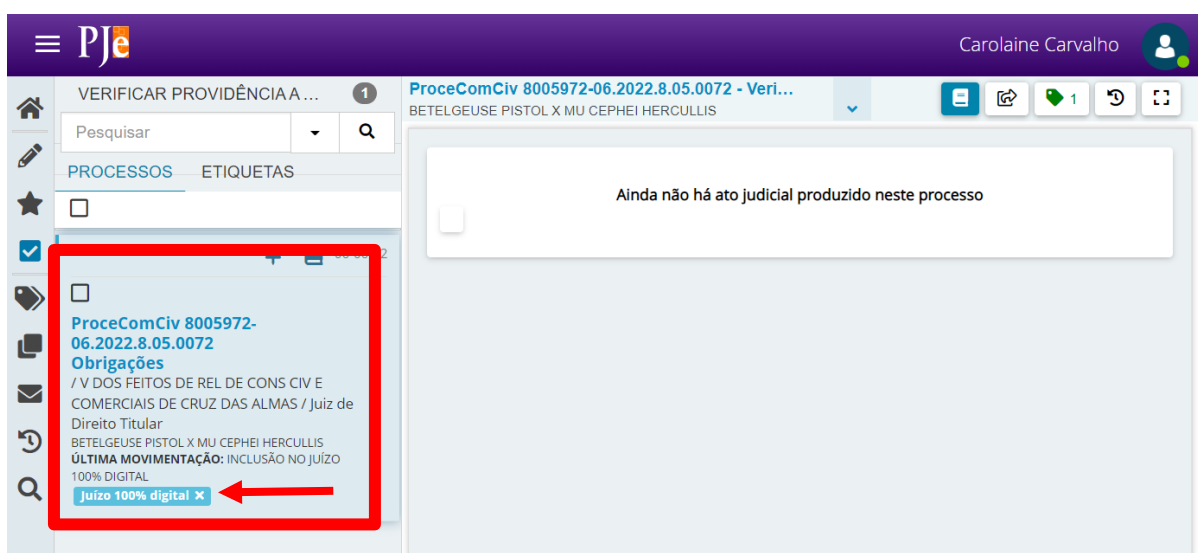 PJe
Carolaine Carvalho
VERIFICAR PROVIDÊNCIA A ...
1
Pesquisar
PROCESSOS
ETIQUETAS
ProceComCiv 8005972-
06.2022.8.05.0072
Obrigações
/ V DOS FEITOS DE REL DE CONS CIV E
COMERCIAIS DE CRUZ DAS ALMAS / Juiz de
Direito Titular
BETELGEUSE PISTOL X MU CEPHEI HERCULLIS
ÚLTIMA MOVIMENTAÇÃO: INCLUSÃO NO JUÍZO
100% DIGITAL
Juízo 100% digital ×
ProceComCiv 8005972-06.2022.8.05.0072 - Veri...
BETELGEUSE PISTOL X MU CEPHEI HERCULLIS
1
Ainda não há ato judicial produzido neste processo